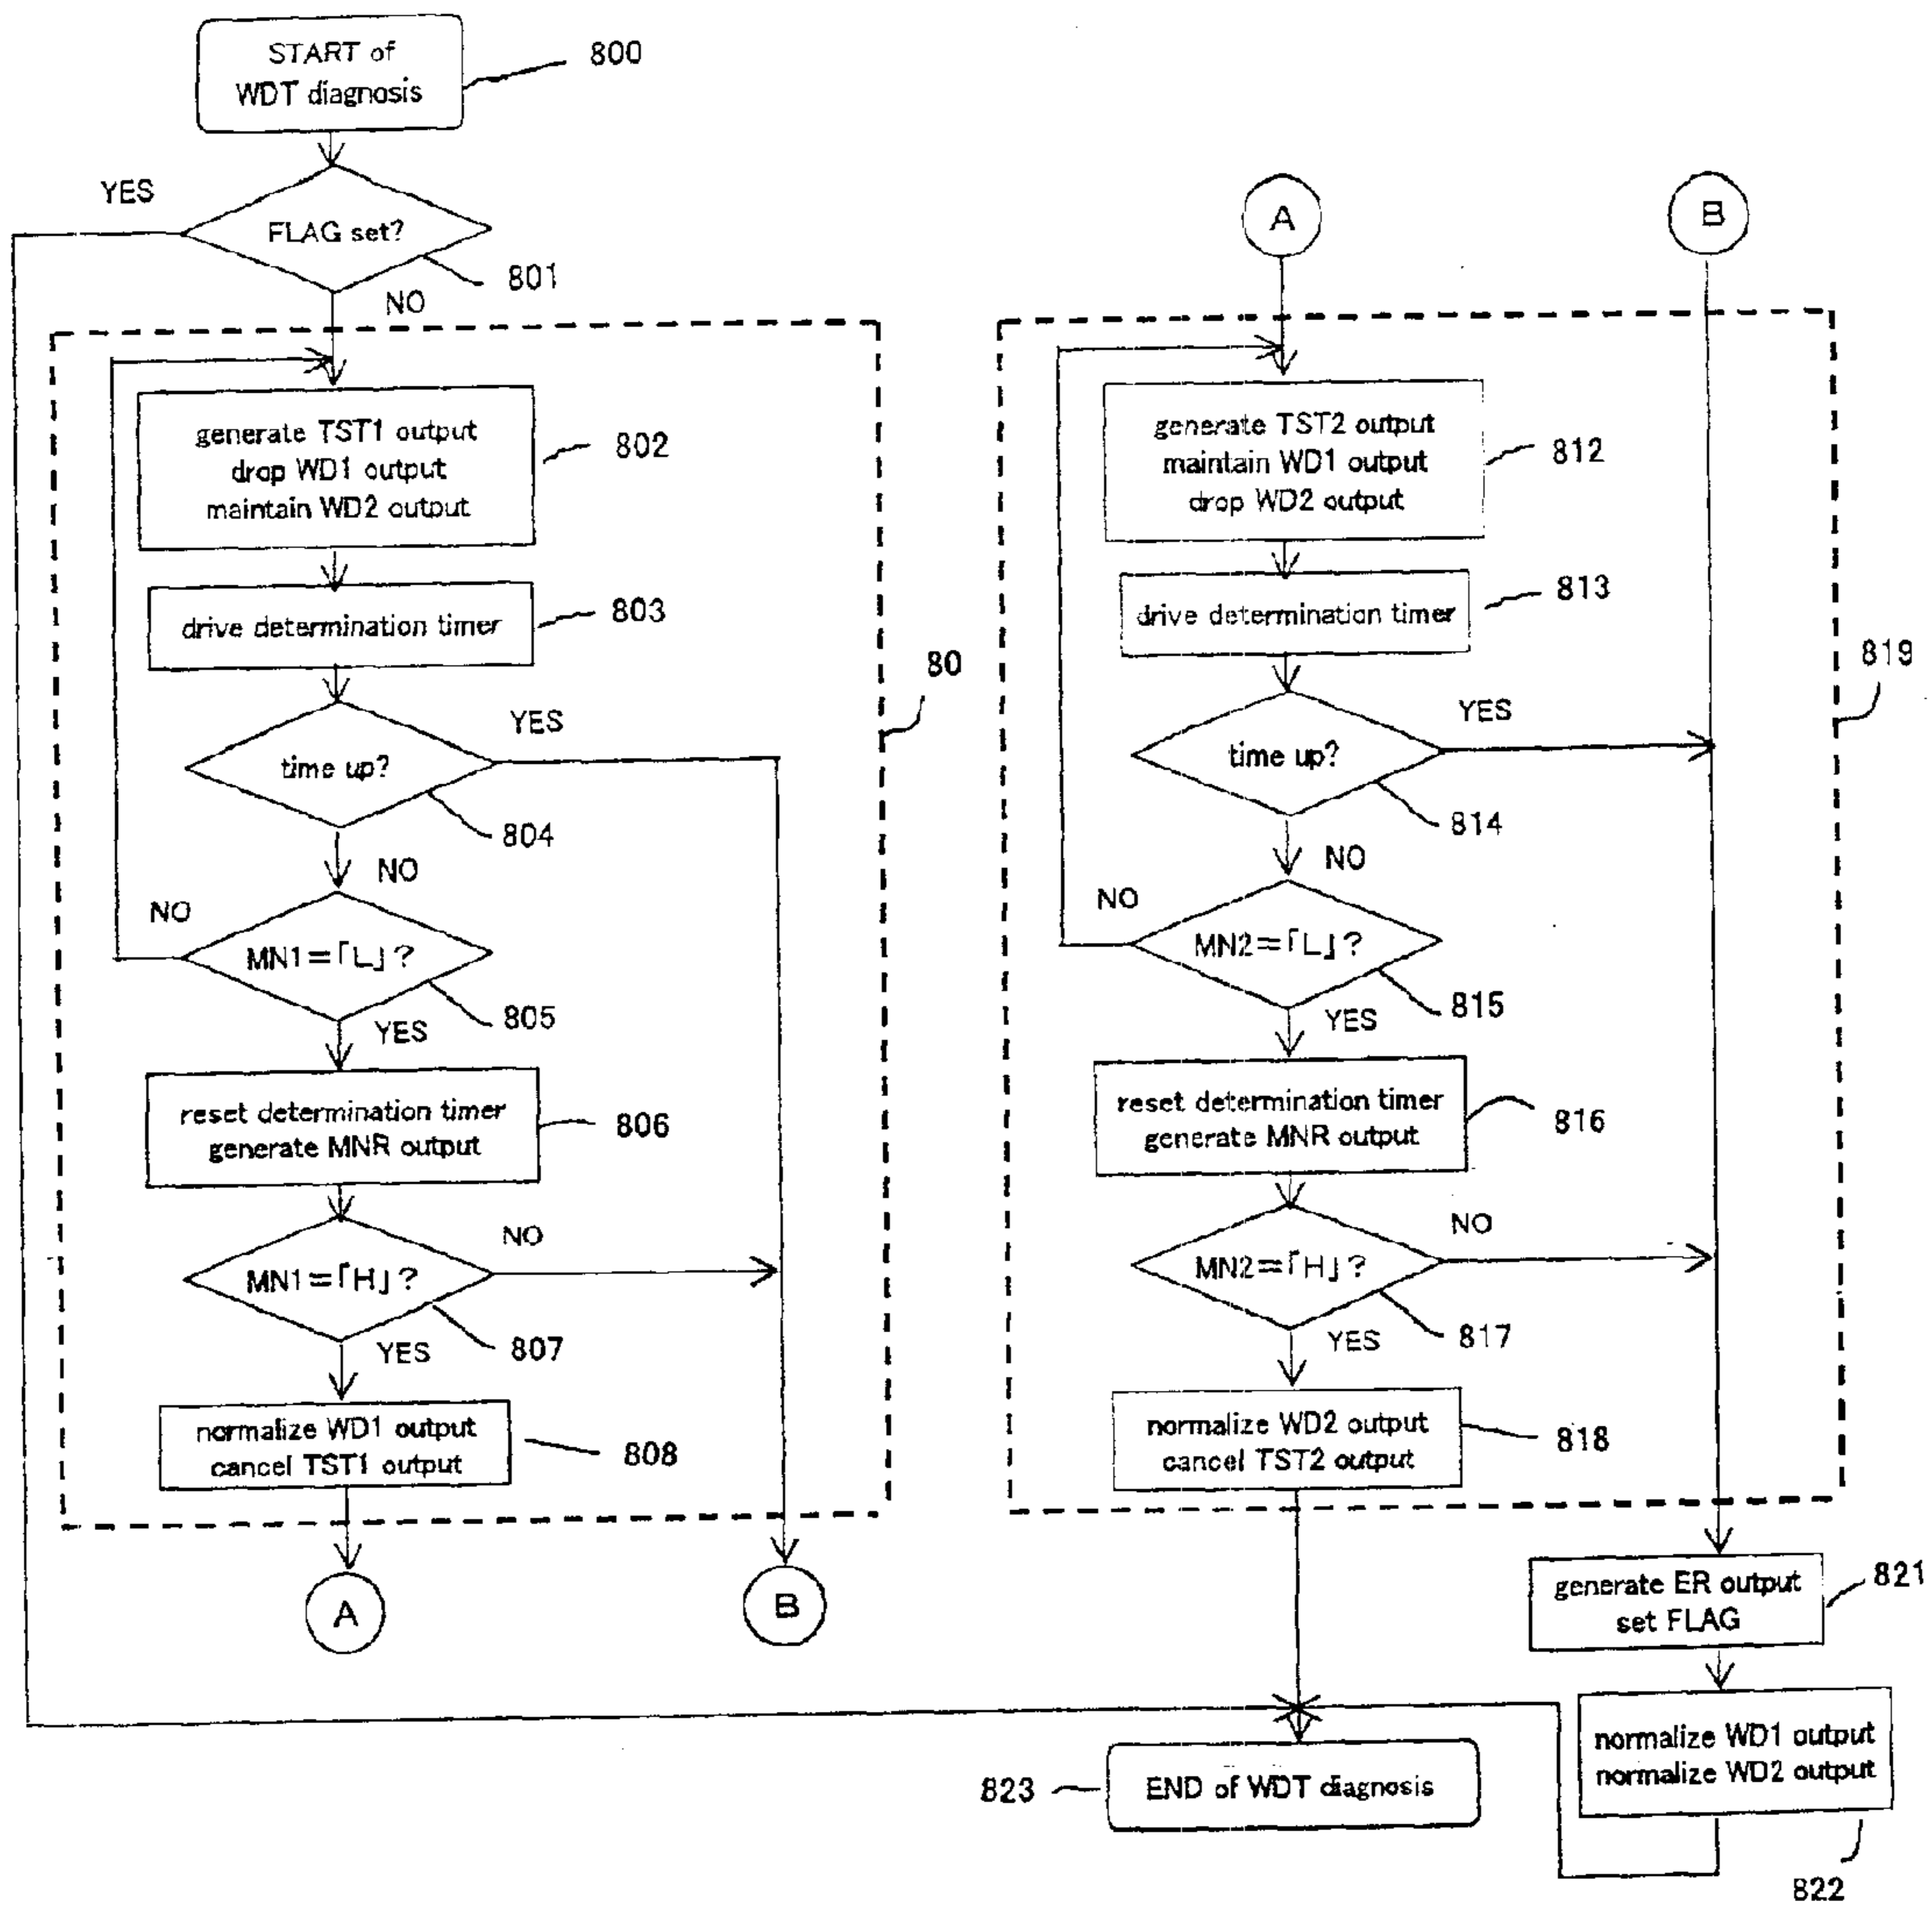 START of
WDT diagnosis
800
YES
FLAG set?
801
NO
generate TST1 output
drop WD1 output
maintain WD2 output
802
drive determination timer
803
80
YES
time up?
804
NO
NO
MN1=「L」?
805
YES
reset determination timer
generate MNR output
806
NO
MN1=「H」?
807
YES
normalize WD1 output
cancel TST1 output
808
A
B
A
B
generate TST2 output
maintain WD1 output
drop WD2 output
812
drive determination timer
813
819
YES
time up?
814
NO
NO
MN2=「L」?
815
YES
reset determination timer
generate MNR output
816
NO
MN2=「H」?
817
YES
normalize WD2 output
cancel TST2 output
818
generate ER output
set FLAG
821
normalize WD1 output
normalize WD2 output
822
823
END of WDT diagnosis